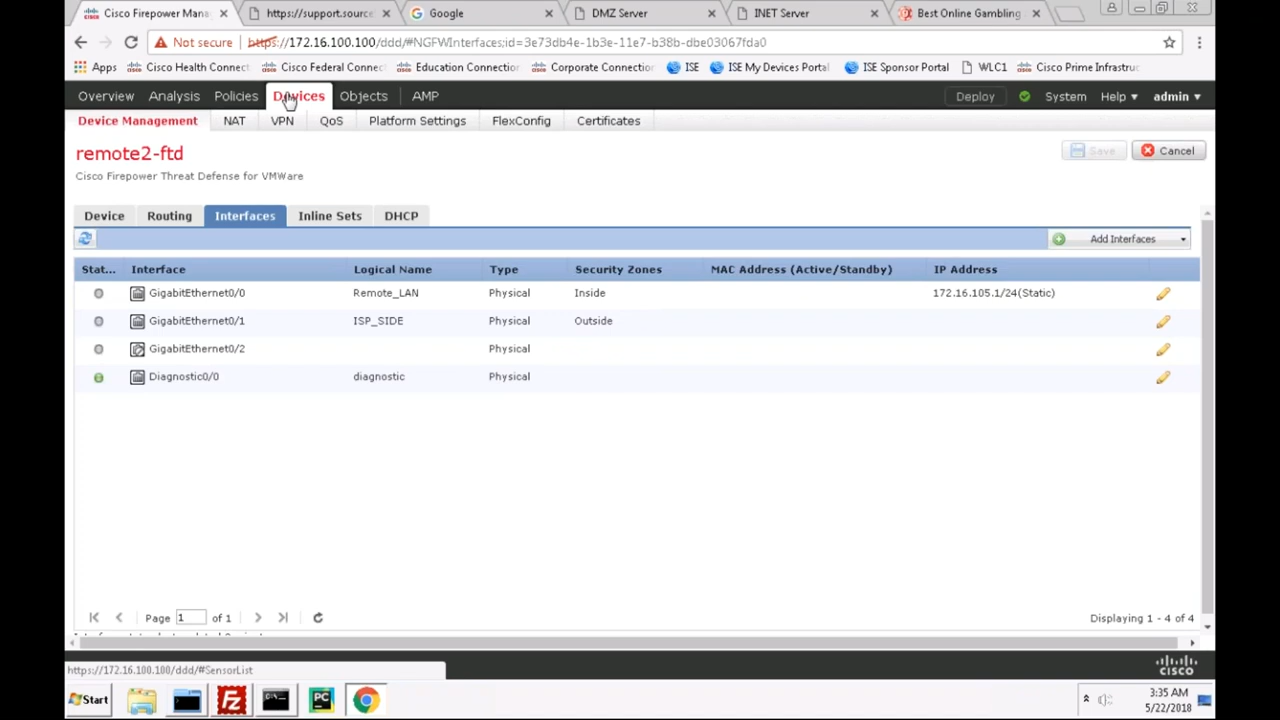 Cisco Firepower Mana
https://support.source
Google
DMZ Server
INET Server
Best Online Gambling
Not secure
https://172.16.100.100/ddd/#NGFWInterfaces;id=3e73db4e-1b3e-11e7-b38b-dbe03067fda0
Apps Cisco Health Connect Cisco Federal Connec Education Connection Corporate Connection ISE ISE My Devices Portal ISE Sponsor Portal WLC1 Cisco Prime Infrastruc
Overview Analysis Policies Devices Objects AMP Deploy System Help admin
Device Management NAT VPN QoS Platform Settings FlexConfig Certificates
remote2-ftd
Save Cancel
Cisco Firepower Threat Defense for VMWare
Device Routing Interfaces Inline Sets DHCP
Add Interfaces
Stat... Interface Logical Name Type Security Zones MAC Address (Active/Standby) IP Address
GigabitEthernet0/0 Remote_LAN Physical Inside 172.16.105.1/24(Static)
GigabitEthernet0/1 ISP_SIDE Physical Outside
GigabitEthernet0/2 Physical
Diagnostic0/0 diagnostic Physical
Page 1 of 1 Displaying 1 - 4 of 4
https://172.16.100.100/ddd/#SensorList
CISCO
Start
FZ
PC
3:35 AM
5/22/2018